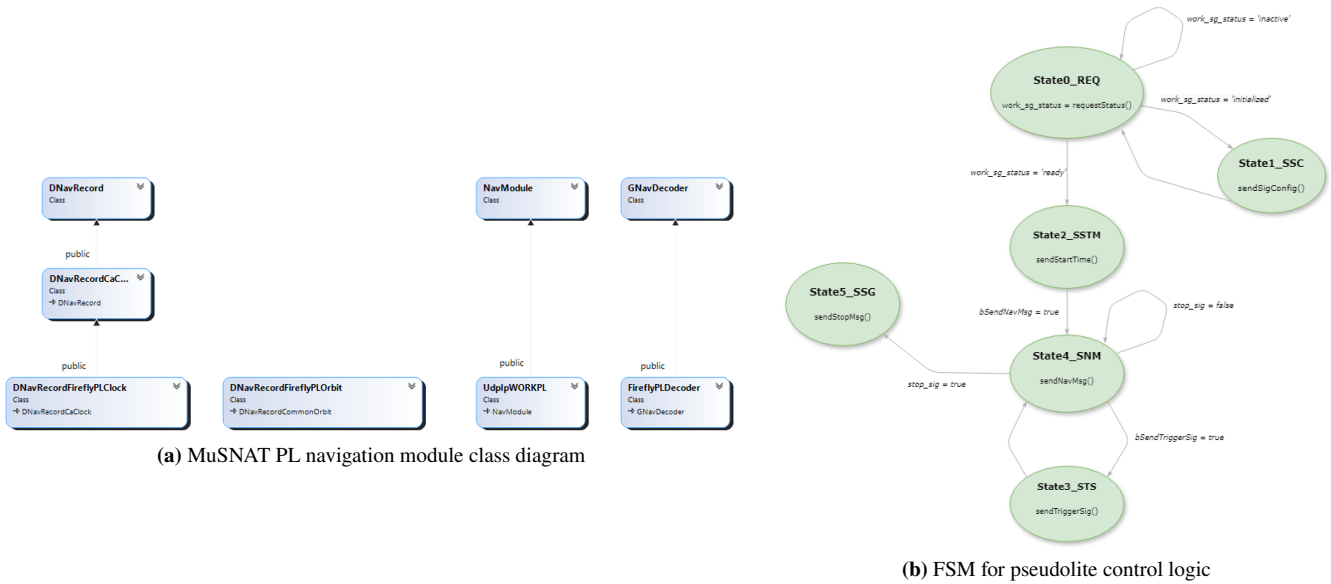 DNavRecord
Class
NavModule
Class
GNavDecoder
Class
public
DNavRecordCaC...
Class
DNavRecord
public
public
public
DNavRecordFireflyPLClock
Class
DNavRecordCaClock
DNavRecordFireflyPLOrbit
Class
DNavRecordCommonOrbit
UdpIpWORKPL
Class
NavModule
FireflyPLDecoder
Class
GNavDecoder
(a) MuSNAT PL navigation module class diagram
work_sg_status = 'inactive'
State0_REQ
work_sg_status = requestStatus()
work_sg_status = 'initialized'
State1_SSC
sendSigConfig()
work_sg_status = 'ready'
State2_SSTM
sendStartTime()
State5_SSG
sendStopMsg()
bSendNavMsg = true
stop_sig = false
State4_SNM
sendNavMsg()
stop_sig = true
bSendTriggerSig = true
State3_STS
sendTriggerSig()
(b) FSM for pseudolite control logic